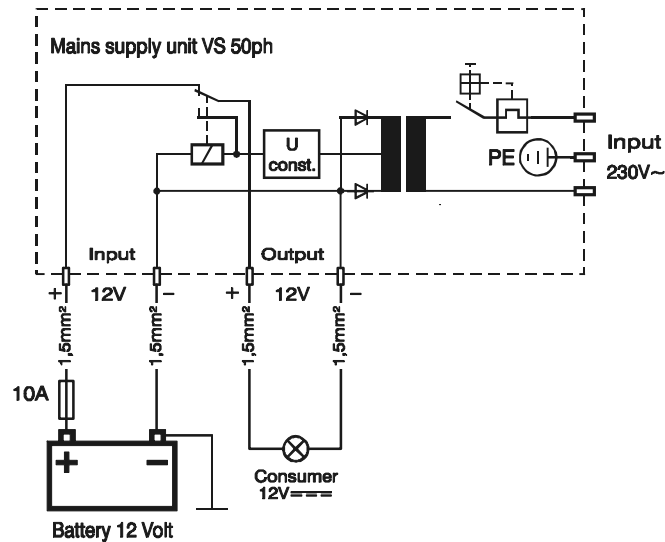 Mains supply unit VS 50ph
U
const.
PE
Input
230V~
Input
Output
+
12V
–
+
12V
–
1,5mm²
1,5mm²
1,5mm²
1,5mm²
10A
+
–
Consumer
12V
Battery 12 Volt